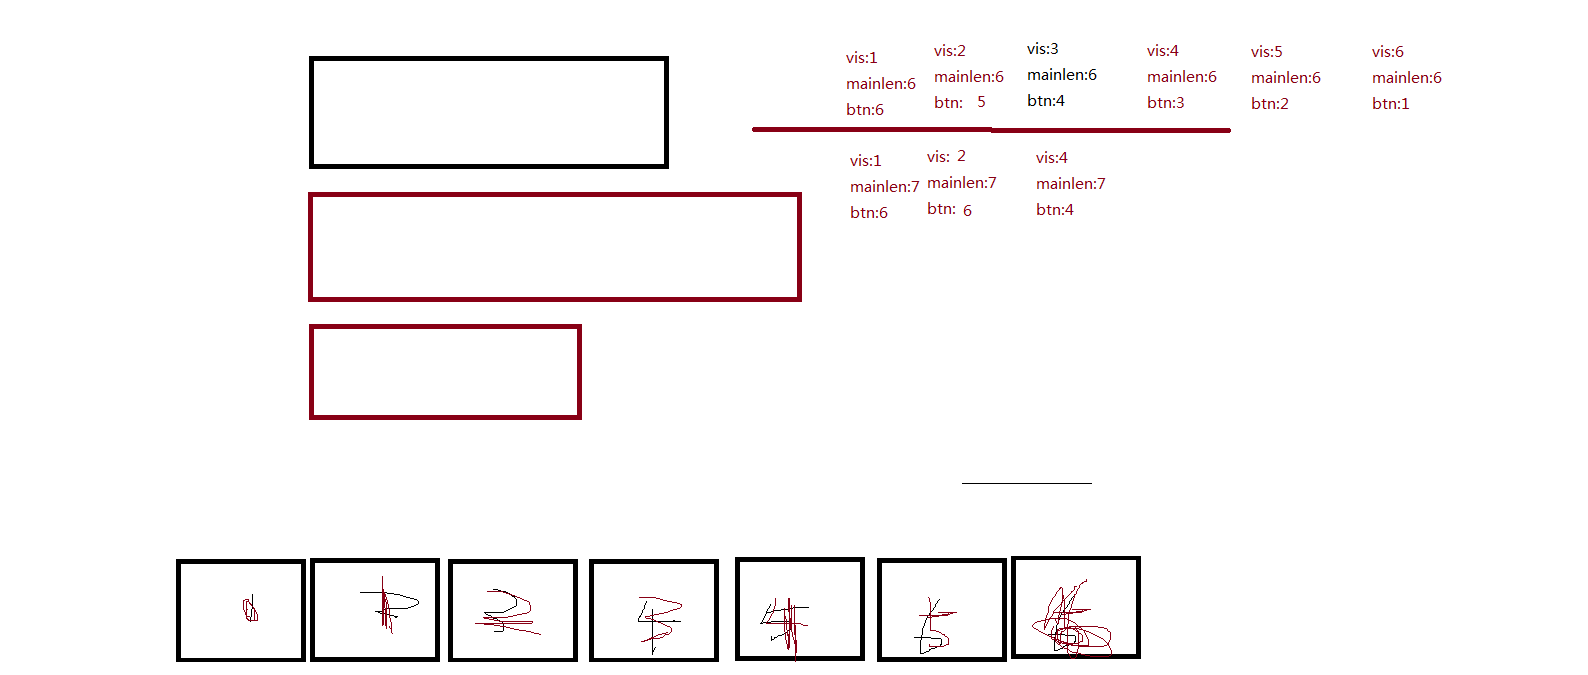 vis:1
mainlen:6
btn:6
vis:2
mainlen:6
btn: 5
vis:3
mainlen:6
btn:4
vis:4
mainlen:6
btn:3
vis:5
mainlen:6
btn:2
vis:6
mainlen:6
btn:1
vis:1
mainlen:7
btn:6
vis: 2
mainlen:7
btn: 6
vis:4
mainlen:7
btn:4